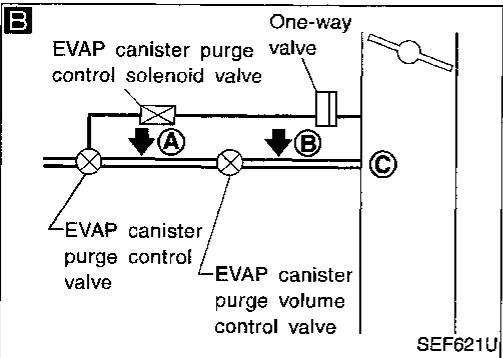 B
One-way
valve
EVAP canister purge
control solenoid valve
A
B
C
EVAP canister
purge control
valve
EVAP canister
purge volume
control valve
SEF621U